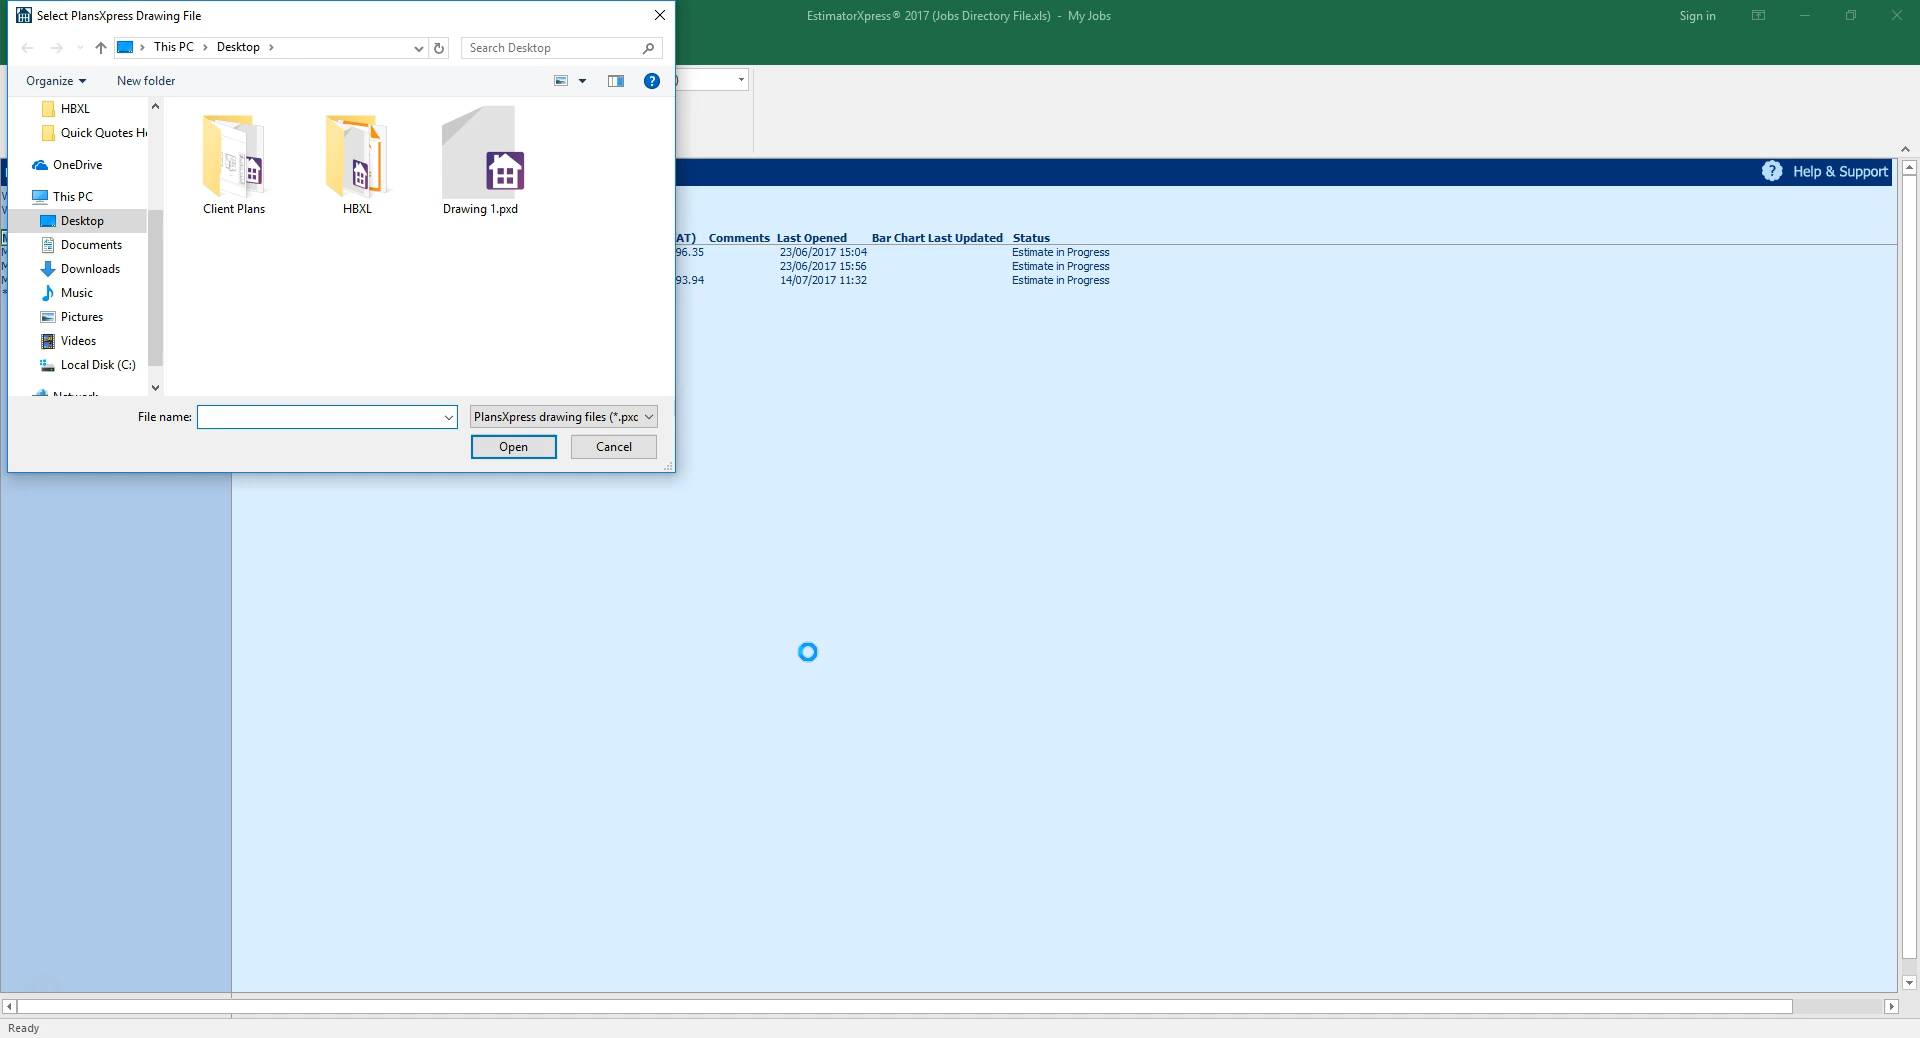 Select PlansXpress Drawing File
EstimatorXpress® 2017 (Jobs Directory File.xls) - My Jobs
Sign in
This PC > Desktop >
Search Desktop
Organize
New folder
HBXL
Quick Quotes
OneDrive
This PC
Desktop
Documents
Downloads
Music
Pictures
Videos
Local Disk (C:)
Network
Client Plans
HBXL
Drawing 1.pxd
File name:
PlansXpress drawing files (*.pxd
Open
Cancel
? Help & Support
AT) Comments Last Opened Bar Chart Last Updated Status
96.35 23/06/2017 15:04 Estimate in Progress
23/06/2017 15:56 Estimate in Progress
93.94 14/07/2017 11:32 Estimate in Progress
Ready